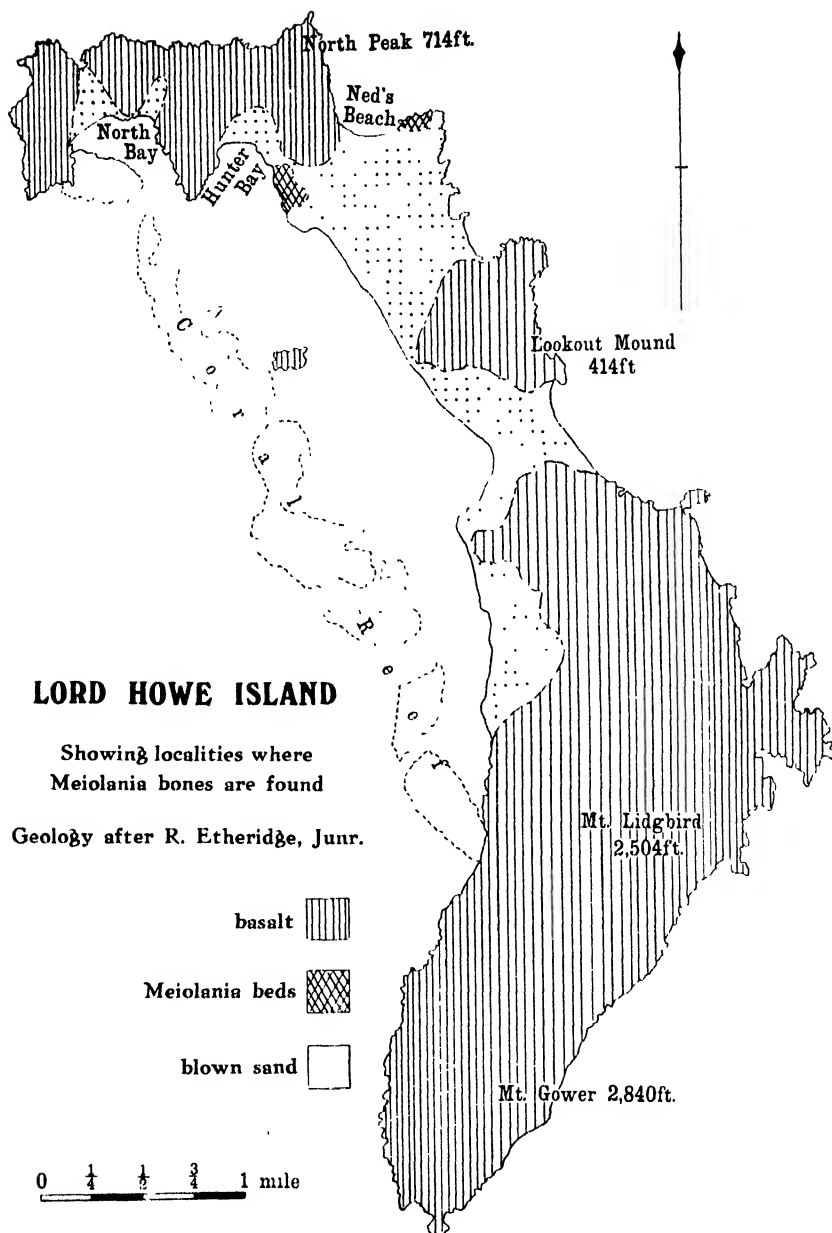 North Peak 714ft.
Ned's
Beach
North
Bay
Hunter
Bay
Lookout Mound
414ft
Coral
Reef
LORD HOWE ISLAND
Showing localities where
Meiolania bones are found
Geology after R. Etheridge, Junr.
Mt. Lidgbird
2,504ft.
basalt
Meiolania beds
blown sand
Mt. Gower 2,840ft.
0 1/4 1/2 3/4 1 mile